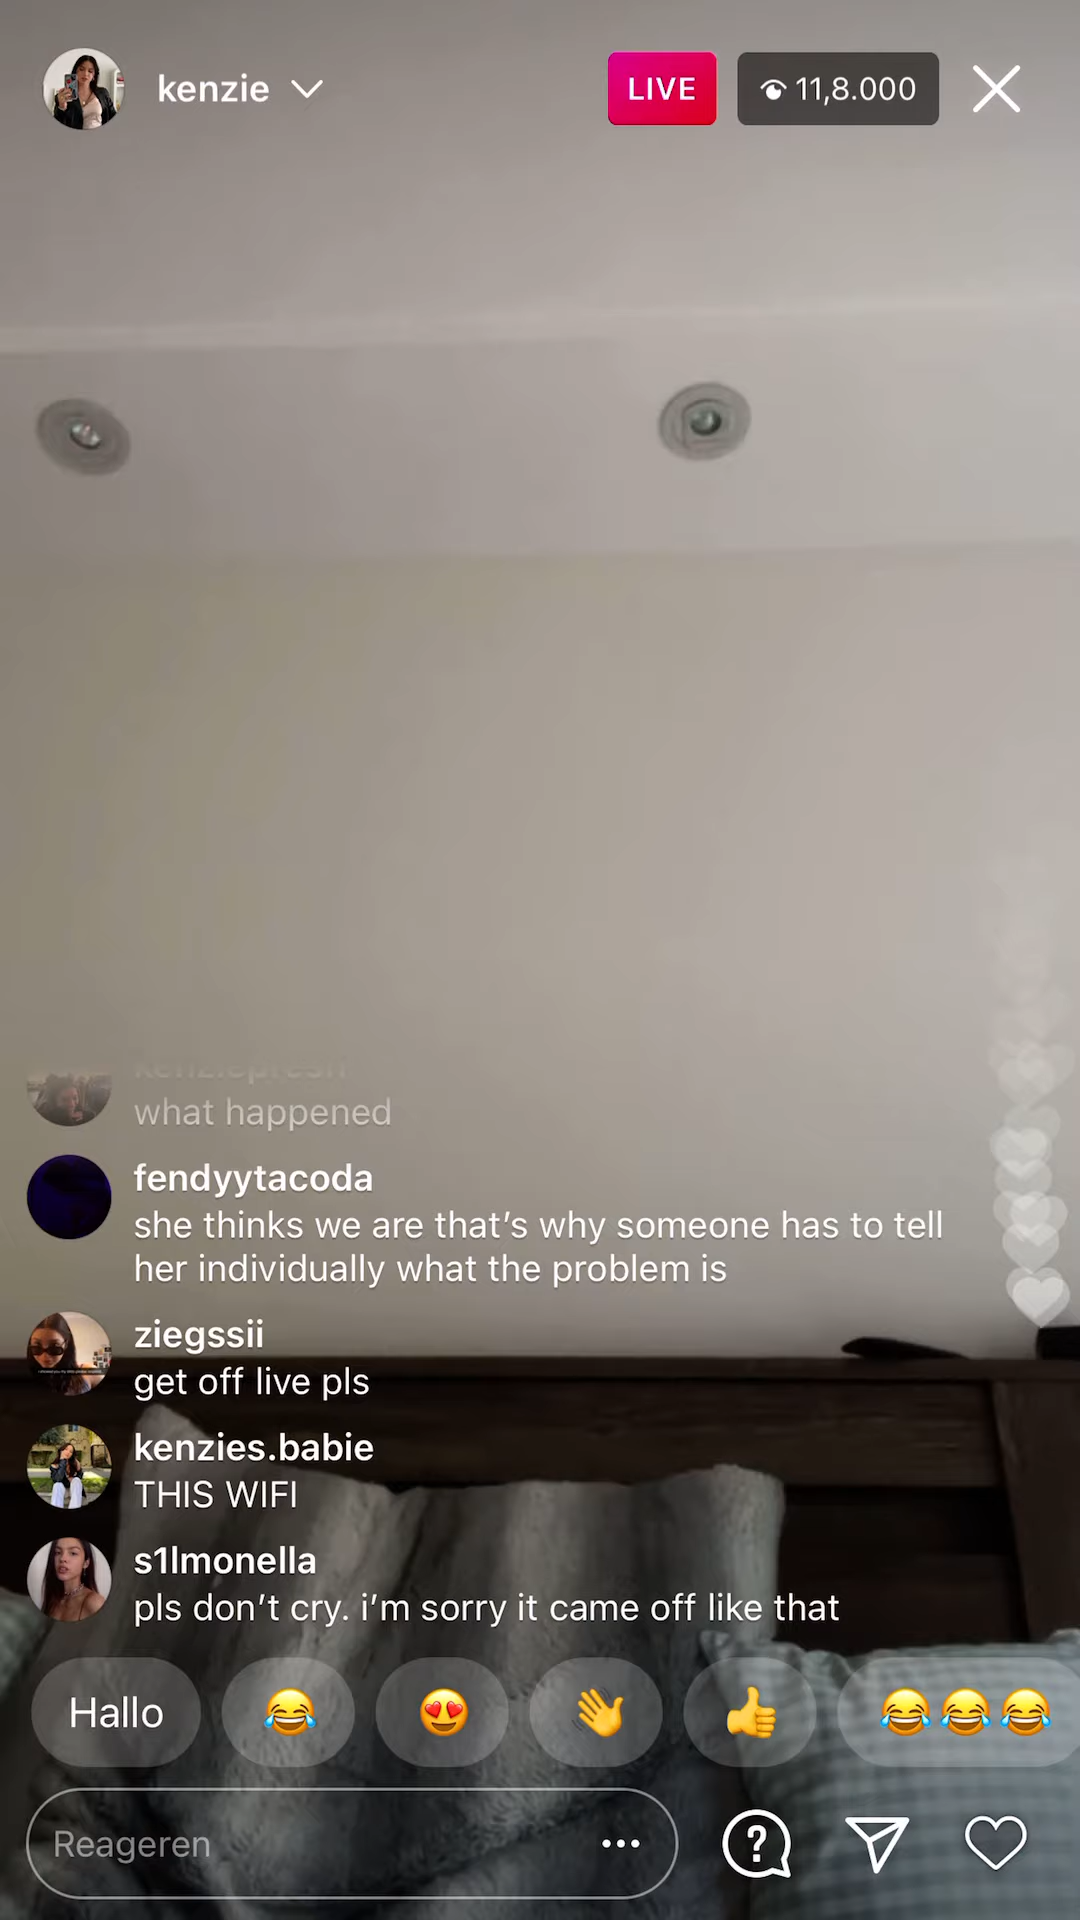 kenzie
LIVE
11,8.000
what happened
fendyytacoda
she thinks we are that’s why someone has to tell
her individually what the problem is
ziegssii
get off live pls
kenzies.babie
THIS WIFI
s1lmonella
pls don’t cry. i’m sorry it came off like that
Hallo
Reageren